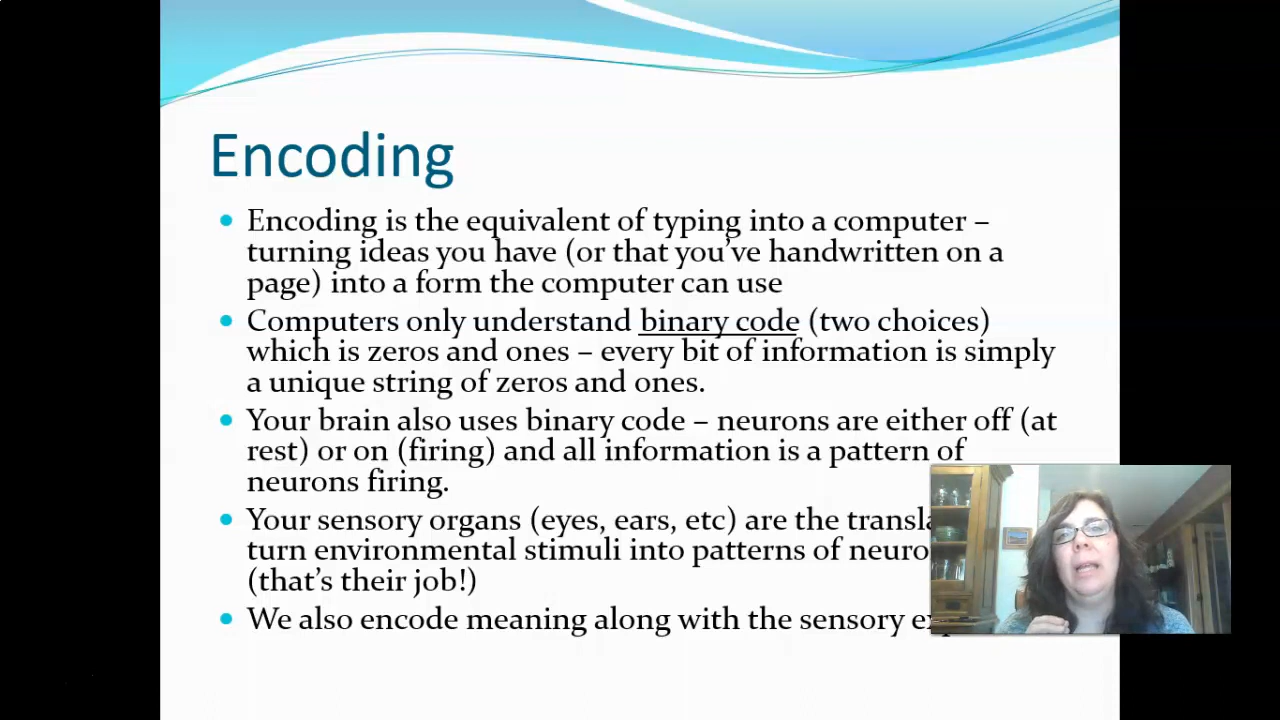 Encoding
• Encoding is the equivalent of typing into a computer –
turning ideas you have (or that you've handwritten on a
page) into a form the computer can use
• Computers only understand binary code (two choices)
which is zeros and ones – every bit of information is simply
a unique string of zeros and ones.
• Your brain also uses binary code – neurons are either off (at
rest) or on (firing) and all information is a pattern of
neurons firing.
• Your sensory organs (eyes, ears, etc) are the
turn environmental stimuli into patterns of
(that's their job!)
• We also encode meaning along with the sensory